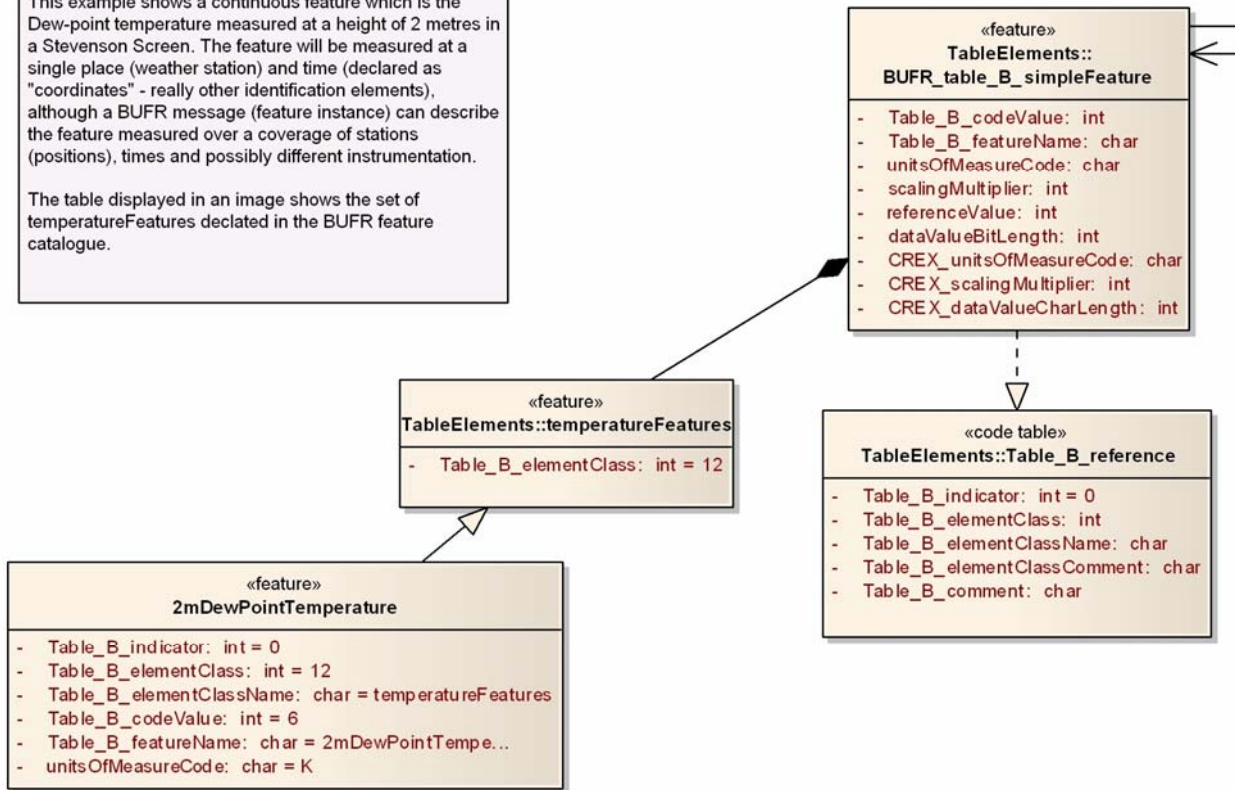 This example shows a continuous feature which is the
Dew-point temperature measured at a height of 2 metres in
a Stevenson Screen. The feature will be measured at a
single place (weather station) and time (declared as
"coordinates" - really other identification elements),
although a BUFR message (feature instance) can describe
the feature measured over a coverage of stations
(positions), times and possibly different instrumentation.
The table displayed in an image shows the set of
temperatureFeatures declated in the BUFR feature
catalogue.
«feature»
TableElements::
BUFR_table_B_simpleFeature
- Table_B_codeValue: int
- Table_B_featureName: char
- unitsOfMeasureCode: char
- scalingMultiplier: int
- referenceValue: int
- dataValueBitLength: int
- CREX_unitsOfMeasureCode: char
- CREX_scalingMultiplier: int
- CREX_dataValueCharLength: int
«feature»
TableElements::temperatureFeatures
- Table_B_elementClass: int = 12
«code table»
TableElements::Table_B_reference
- Table_B_indicator: int = 0
- Table_B_elementClass: int
- Table_B_elementClassName: char
- Table_B_elementClassComment: char
- Table_B_comment: char
«feature»
2mDewPointTemperature
- Table_B_indicator: int = 0
- Table_B_elementClass: int = 12
- Table_B_elementClassName: char = temperatureFeatures
- Table_B_codeValue: int = 6
- Table_B_featureName: char = 2mDewPointTempe...
- unitsOfMeasureCode: char = K